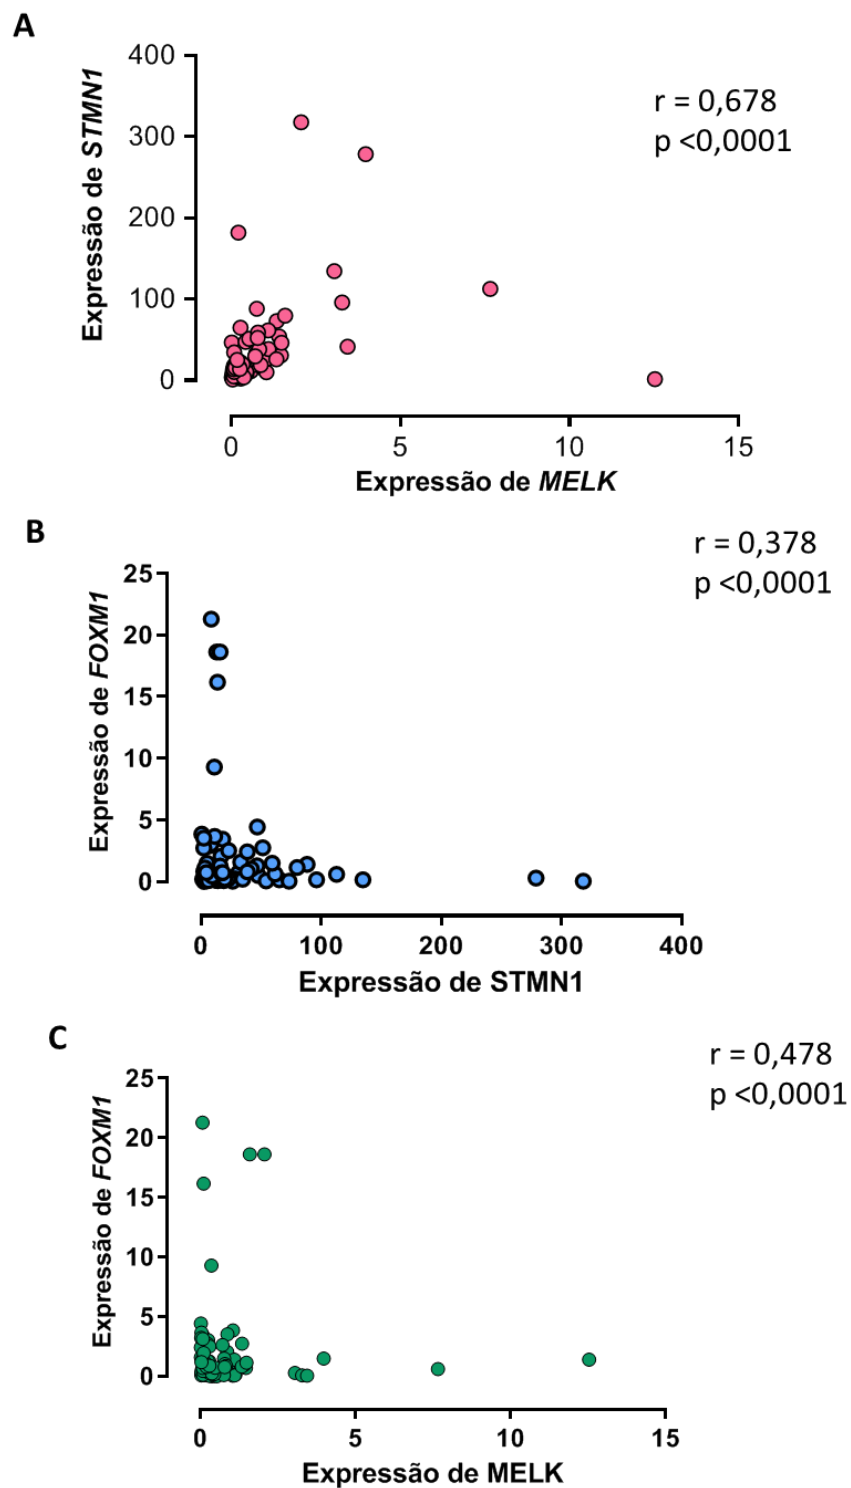 A
Expressão de STMN1
400
300
200
100
0
r = 0,678
p <0,0001
0 5 10 15
Expressão de MELK
B
Expressão de FOXM1
25
20
15
10
5
0
r = 0,378
p <0,0001
0 100 200 300 400
Expressão de STMN1
C
Expressão de FOXM1
25
20
15
10
5
0
r = 0,478
p <0,0001
0 5 10 15
Expressão de MELK